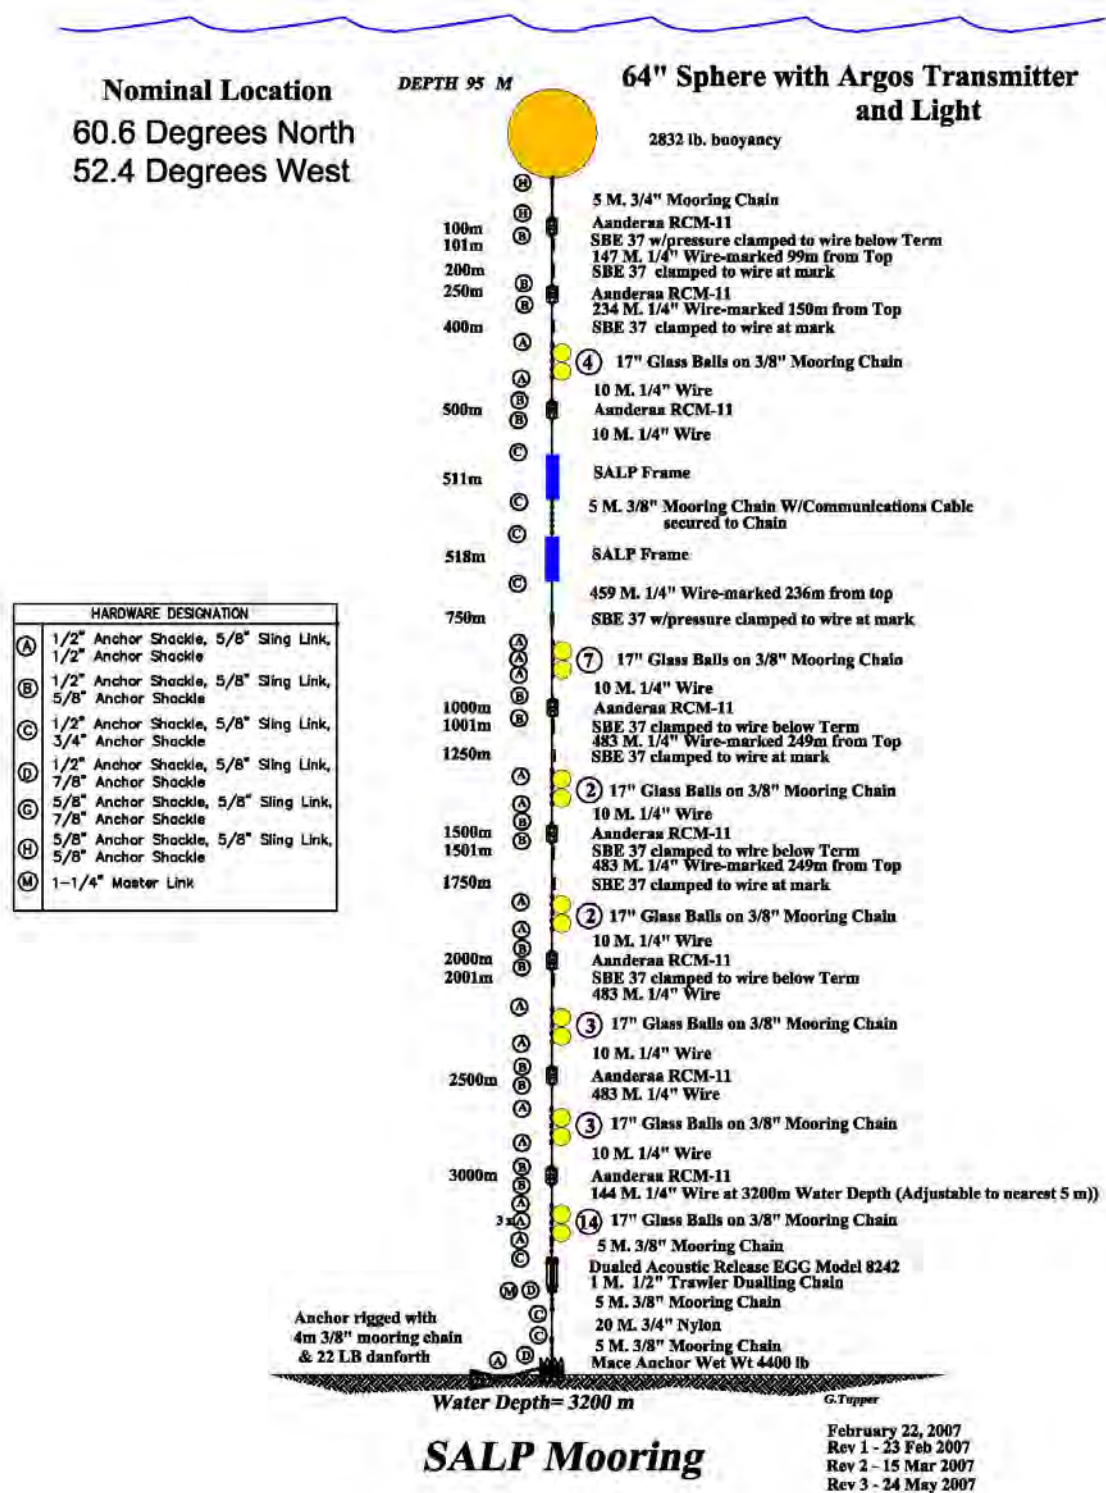 Nominal Location
60.6 Degrees North
52.4 Degrees West
DEPTH 95 M
64" Sphere with Argos Transmitter
and Light
2832 lb. buoyancy
H
5 M. 3/4" Mooring Chain
H
100m
Aanderaa RCM-11
B
101m
SBE 37 w/pressure clamped to wire below Term
147 M. 1/4" Wire-marked 99m from Top
200m
SBE 37 clamped to wire at mark
B
250m
Aanderaa RCM-11
B
234 M. 1/4" Wire-marked 150m from Top
400m
SBE 37 clamped to wire at mark
A
4 17" Glass Balls on 3/8" Mooring Chain
A
10 M. 1/4" Wire
B
500m
Aanderaa RCM-11
B
10 M. 1/4" Wire
C
511m
SALP Frame
C
5 M. 3/8" Mooring Chain W/Communications Cable
secured to Chain
C
518m
SALP Frame
C
459 M. 1/4" Wire-marked 236m from top
750m
SBE 37 w/pressure clamped to wire at mark
A
A
A
7 17" Glass Balls on 3/8" Mooring Chain
10 M. 1/4" Wire
B
1000m
Aanderaa RCM-11
B
1001m
SBE 37 clamped to wire below Term
483 M. 1/4" Wire-marked 249m from Top
1250m
SBE 37 clamped to wire at mark
A
2 17" Glass Balls on 3/8" Mooring Chain
A
10 M. 1/4" Wire
B
1500m
Aanderaa RCM-11
B
1501m
SBE 37 clamped to wire below Term
483 M. 1/4" Wire-marked 249m from Top
1750m
SBE 37 clamped to wire at mark
A
2 17" Glass Balls on 3/8" Mooring Chain
A
10 M. 1/4" Wire
B
2000m
Aanderaa RCM-11
B
2001m
SBE 37 clamped to wire below Term
483 M. 1/4" Wire
A
3 17" Glass Balls on 3/8" Mooring Chain
A
10 M. 1/4" Wire
B
2500m
Aanderaa RCM-11
B
483 M. 1/4" Wire
A
3 17" Glass Balls on 3/8" Mooring Chain
A
10 M. 1/4" Wire
B
3000m
Aanderaa RCM-11
B
144 M. 1/4" Wire at 3200m Water Depth (Adjustable to nearest 5 m))
A
3 x A
14 17" Glass Balls on 3/8" Mooring Chain
A
5 M. 3/8" Mooring Chain
C
Dualed Acoustic Release EGG Model 8242
1 M. 1/2" Trawler Dualling Chain
M D
5 M. 3/8" Mooring Chain
C
20 M. 3/4" Nylon
C
5 M. 3/8" Mooring Chain
D
A
Mace Anchor Wet Wt 4400 lb
Anchor rigged with
4m 3/8" mooring chain
& 22 LB danforth
HARDWARE DESIGNATION
A 1/2" Anchor Shackle, 5/8" Sling Link,
1/2" Anchor Shackle
B 1/2" Anchor Shackle, 5/8" Sling Link,
5/8" Anchor Shackle
C 1/2" Anchor Shackle, 5/8" Sling Link,
3/4" Anchor Shackle
D 1/2" Anchor Shackle, 5/8" Sling Link,
7/8" Anchor Shackle
G 5/8" Anchor Shackle, 5/8" Sling Link,
7/8" Anchor Shackle
H 5/8" Anchor Shackle, 5/8" Sling Link,
5/8" Anchor Shackle
M 1-1/4" Master Link
Water Depth= 3200 m
G.Tupper
SALP Mooring
February 22, 2007
Rev 1 - 23 Feb 2007
Rev 2 - 15 Mar 2007
Rev 3 - 24 May 2007